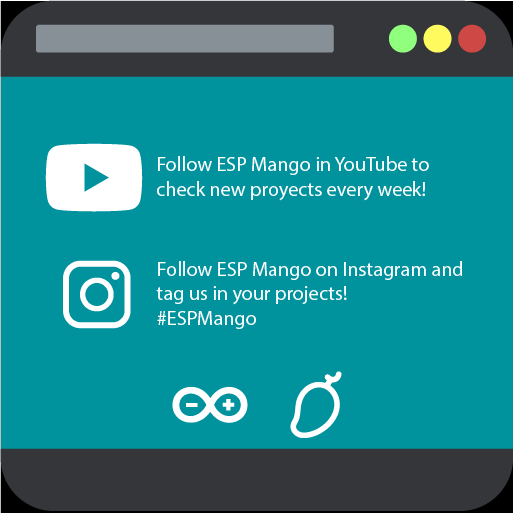 Follow ESP Mango in YouTube to
check new proyects every week!
Follow ESP Mango on Instagram and
tag us in your projects!
#ESPMango